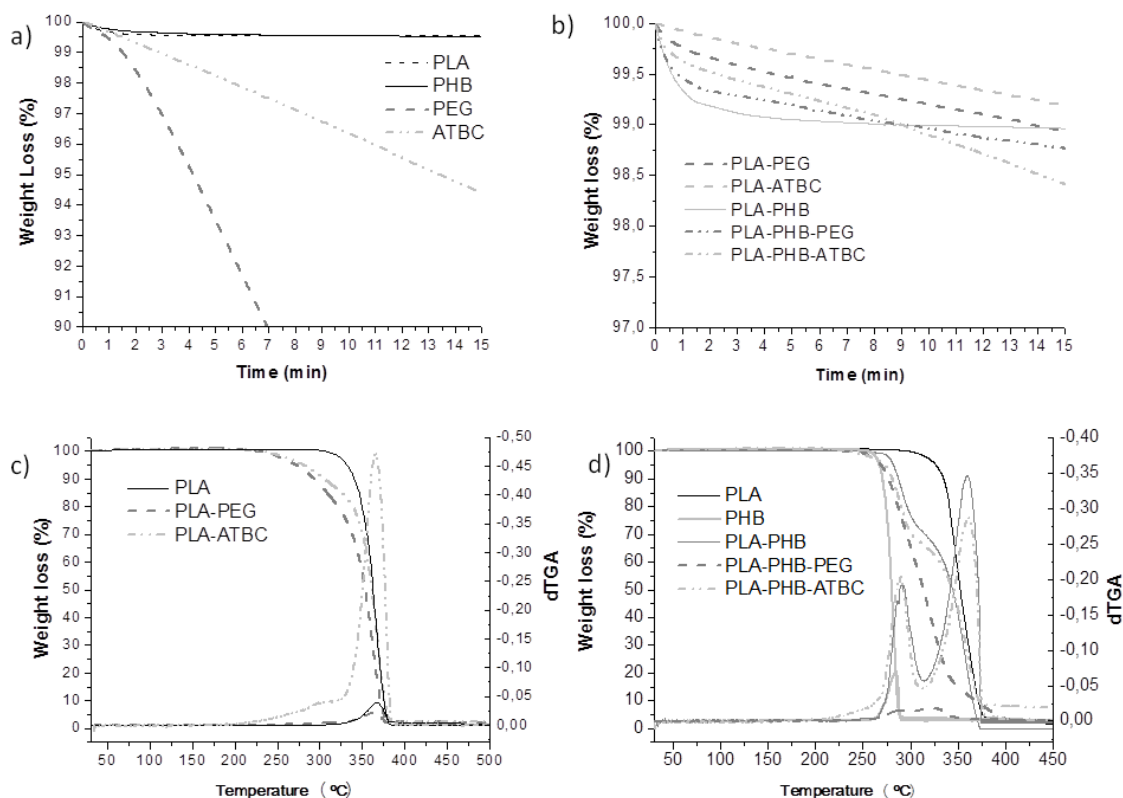 a)
Weight Loss (%)
100
99
98
97
96
95
94
93
92
91
90
PLA
PHB
PEG
ATBC
0 1 2 3 4 5 6 7 8 9 10 11 12 13 14 15
Time (min)
b)
Weight loss (%)
100,0
99,5
99,0
98,5
98,0
97,5
97,0
PLA-PEG
PLA-ATBC
PLA-PHB
PLA-PHB-PEG
PLA-PHB-ATBC
0 1 2 3 4 5 6 7 8 9 10 11 12 13 14 15
Time (min)
c)
Weight loss (%)
100
90
80
70
60
50
40
30
20
10
0
PLA
PLA-PEG
PLA-ATBC
-0,50
-0,45
-0,40
-0,35
-0,30
-0,25
-0,20
-0,15
-0,10
-0,05
0,00
dTGA
50 100 150 200 250 300 350 400 450 500
Temperature (ºC)
d)
Weight loss (%)
100
90
80
70
60
50
40
30
20
10
0
PLA
PHB
PLA-PHB
PLA-PHB-PEG
PLA-PHB-ATBC
-0,40
-0,35
-0,30
-0,25
-0,20
-0,15
-0,10
-0,05
0,00
dTGA
50 100 150 200 250 300 350 400 450
Temperature (ºC)